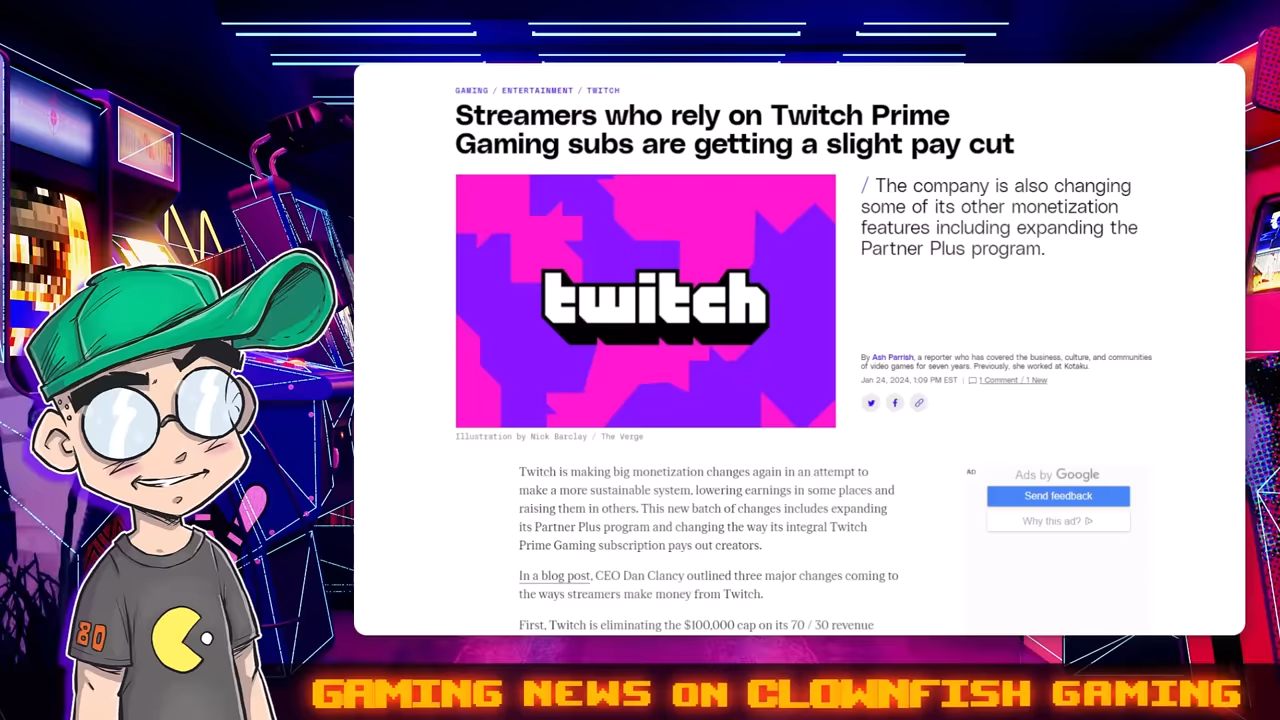 GAMING / ENTERTAINMENT / TWITCH
Streamers who rely on Twitch Prime
Gaming subs are getting a slight pay cut
/ The company is also changing
some of its other monetization
features including expanding the
Partner Plus program.
twitch
By Ash Parrish, a reporter who has covered the business, culture, and communities
of video games for seven years. Previously, she worked at Kotaku.
Jan 24, 2024, 1:09 PM EST | 1 Comment / 1 New
Illustration by Nick Barclay / The Verge
Twitch is making big monetization changes again in an attempt to
make a more sustainable system, lowering earnings in some places and
raising them in others. This new batch of changes includes expanding
its Partner Plus program and changing the way its integral Twitch
Prime Gaming subscription pays out creators.
In a blog post, CEO Dan Clancy outlined three major changes coming to
the ways streamers make money from Twitch.
First, Twitch is eliminating the $100,000 cap on its 70 / 30 revenue
AD
Ads by Google
Send feedback
Why this ad?
80
GAMING NEWS ON CLOWNFISH GAMING